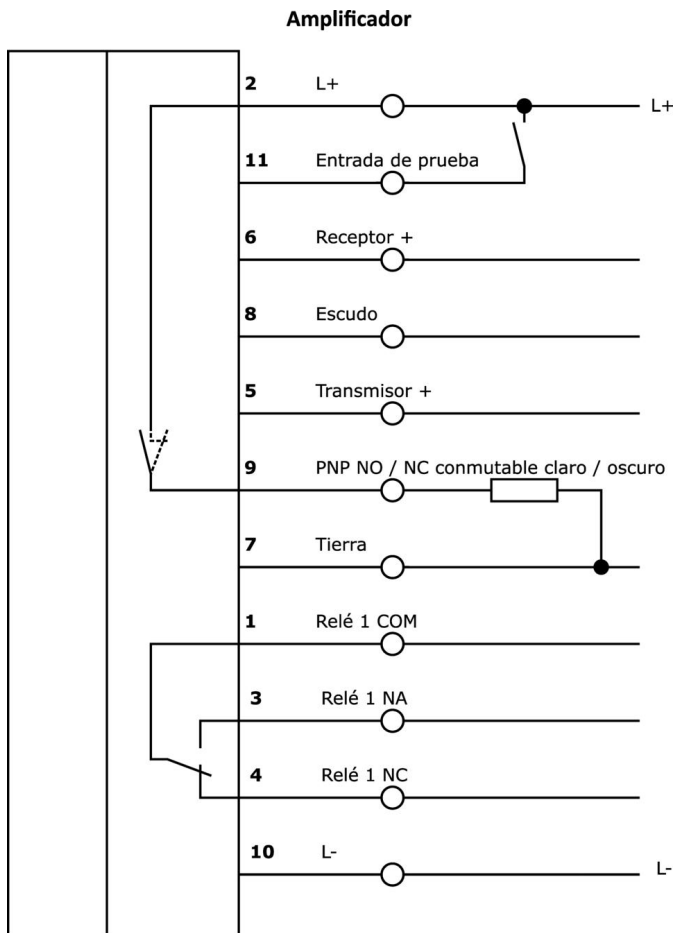 Amplificador
2 L+
L+
11 Entrada de prueba
6 Receptor +
8 Escudo
5 Transmisor +
9 PNP NO / NC conmutable claro / oscuro
7 Tierra
1 Relé 1 COM
3 Relé 1 NA
4 Relé 1 NC
10 L-
L-